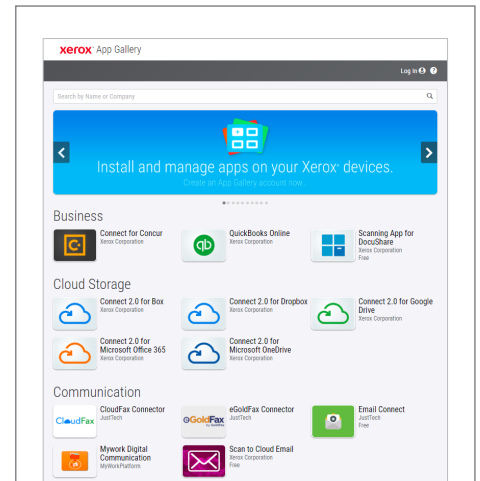 xerox™ App Gallery
Log In
Search by Name or Company
Install and manage apps on your Xerox® devices.
Create an App Gallery account now...
Business
Connect for Concur
Xerox Corporation
QuickBooks Online
Xerox Corporation
Scanning App for
DocuShare
Xerox Corporation
Free
Cloud Storage
Connect 2.0 for Box
Xerox Corporation
Connect 2.0 for Dropbox
Xerox Corporation
Connect 2.0 for Google
Drive
Xerox Corporation
Connect 2.0 for
Microsoft Office 365
Xerox Corporation
Connect 2.0 for
Microsoft OneDrive
Xerox Corporation
Communication
CloudFax
CloudFax Connector
JustTech
eGoldFax
by GoldFax
eGoldFax Connector
JustTech
Email Connect
JustTech
Free
Mywork Digital
Communication
MyWorkPlatform
Scan to Cloud Email
Xerox Corporation
Free